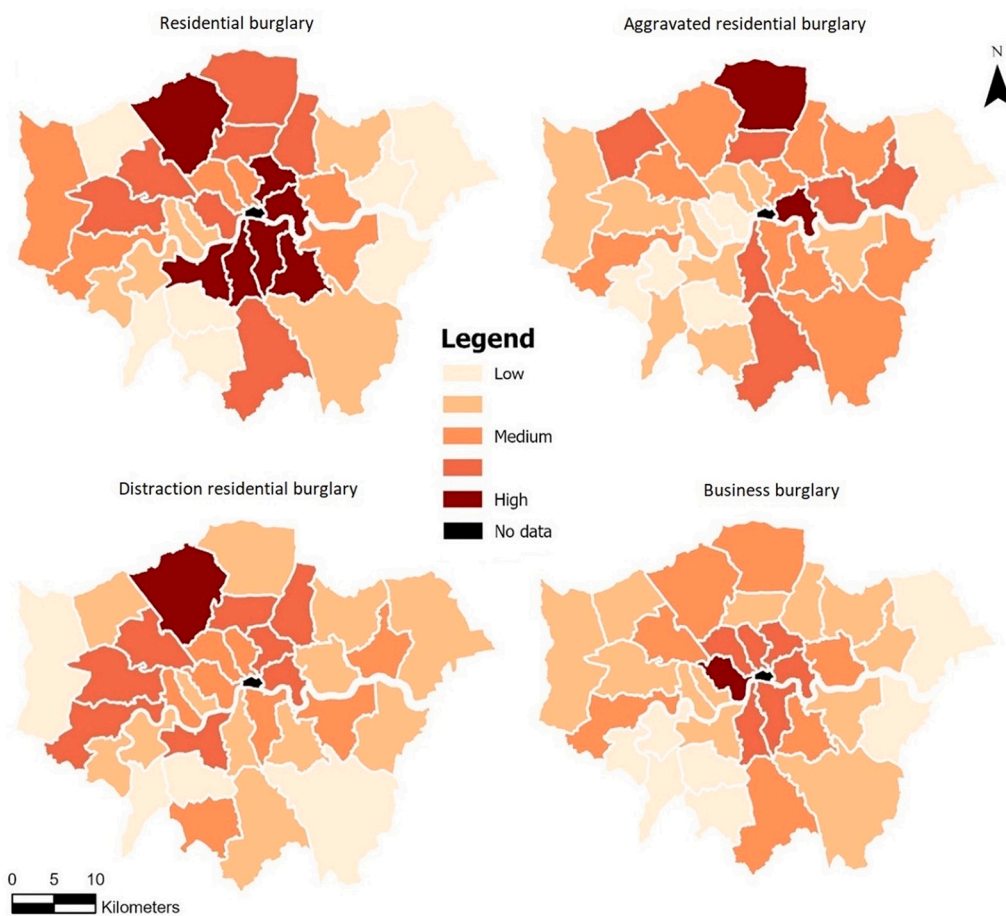 Residential burglary
Aggravated residential burglary
N
Legend
Low
Medium
High
No data
Distraction residential burglary
Business burglary
0 5 10
Kilometers